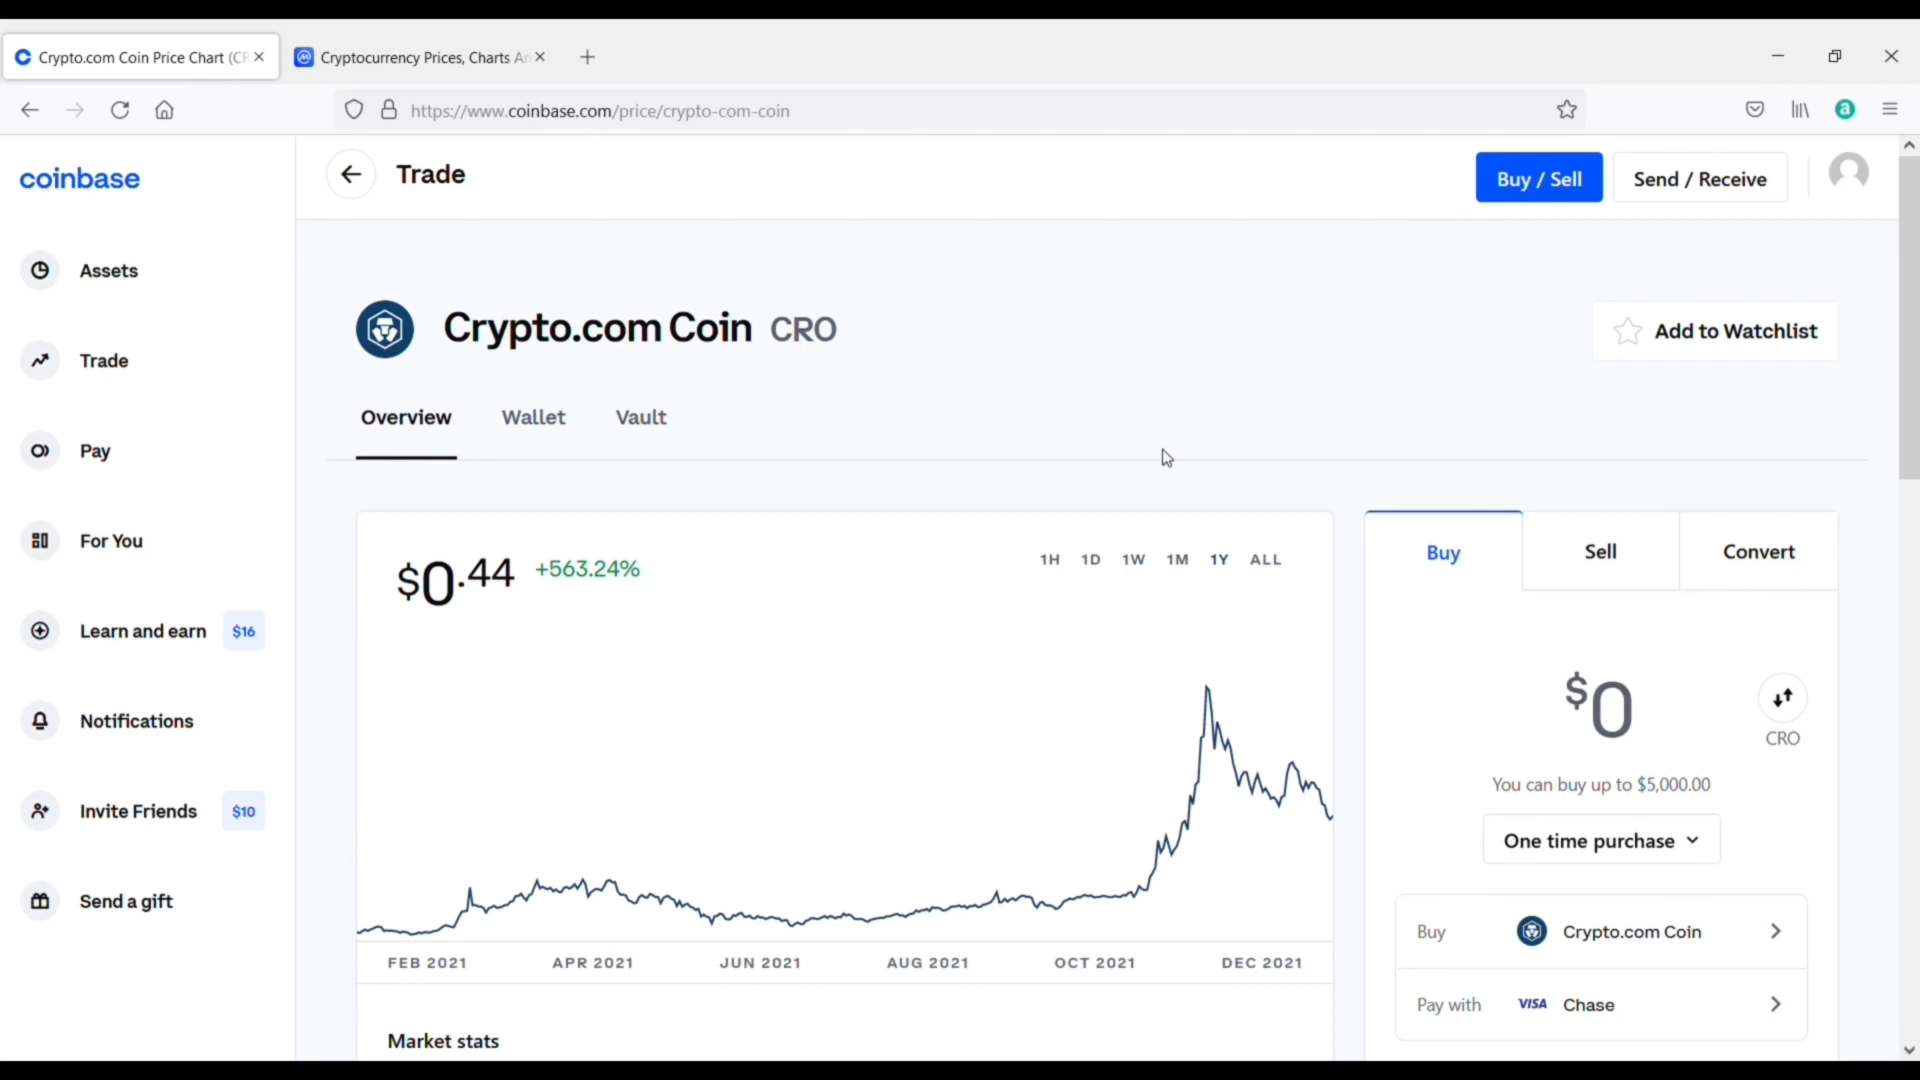 Crypto.com Coin Price Chart (CR
Cryptocurrency Prices, Charts An
https://www.coinbase.com/price/crypto-com-coin
coinbase
Trade
Buy / Sell
Send / Receive
Assets
Trade
Pay
For You
Learn and earn $16
Notifications
Invite Friends $10
Send a gift
Crypto.com Coin CRO
Add to Watchlist
Overview Wallet Vault
$0.44 +563.24%
1H 1D 1W 1M 1Y ALL
FEB 2021 APR 2021 JUN 2021 AUG 2021 OCT 2021 DEC 2021
Market stats
Buy Sell Convert
$0
CRO
You can buy up to $5,000.00
One time purchase
Buy Crypto.com Coin
Pay with VISA Chase